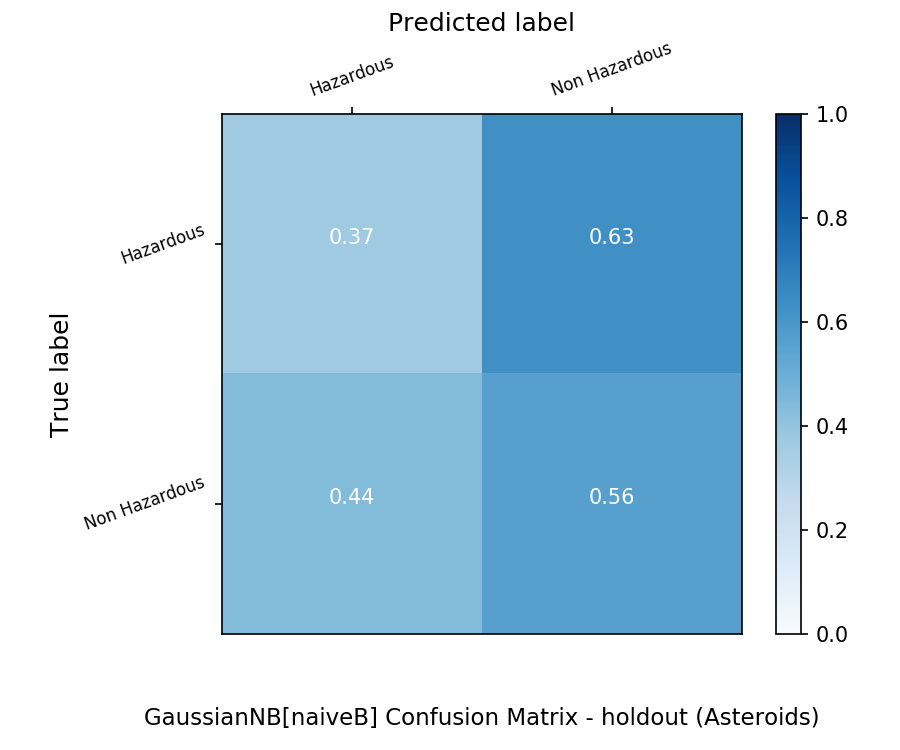 Predicted label
Hazardous
Non Hazardous
1.0
0.8
0.6
0.4
0.2
0.0
True label
Hazardous
0.37
0.63
Non Hazardous
0.44
0.56
GaussianNB[naiveB] Confusion Matrix - holdout (Asteroids)